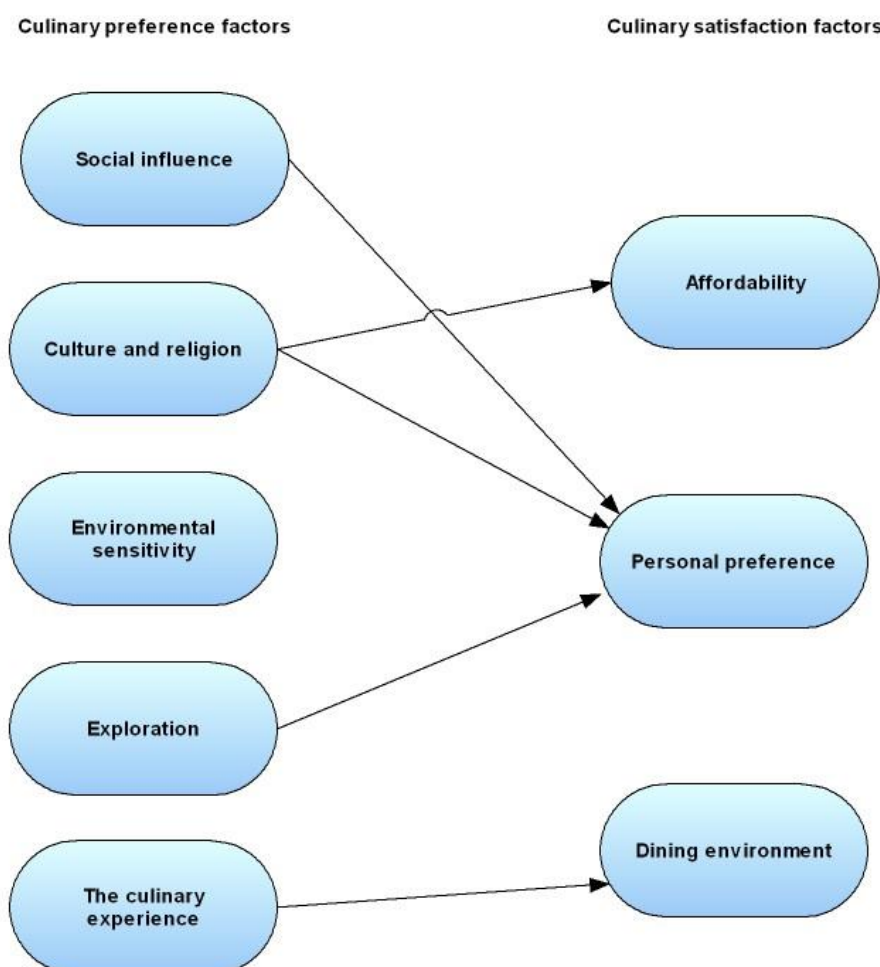 Culinary preference factors
Culinary satisfaction factors
Social influence
Affordability
Culture and religion
Environmental
sensitivity
Personal preference
Exploration
Dining environment
The culinary
experience